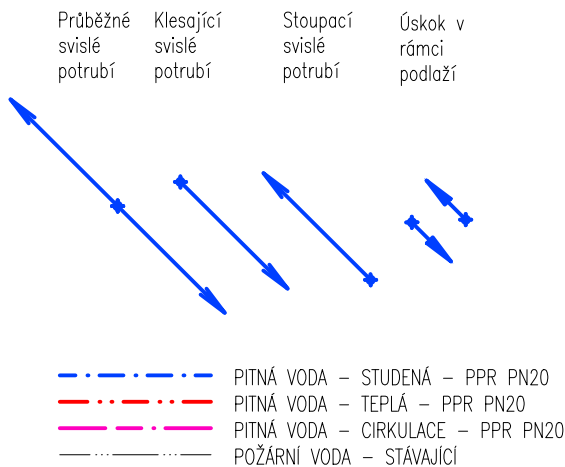 Průběžné
svislé
potrubí
Klesající
svislé
potrubí
Stoupací
svislé
potrubí
Úskok v
rámci
podlaží
PITNÁ VODA – STUDENÁ – PPR PN20
PITNÁ VODA – TEPLÁ – PPR PN20
PITNÁ VODA – CIRKULACE – PPR PN20
POŽÁRNÍ VODA – STÁVAJÍCÍ